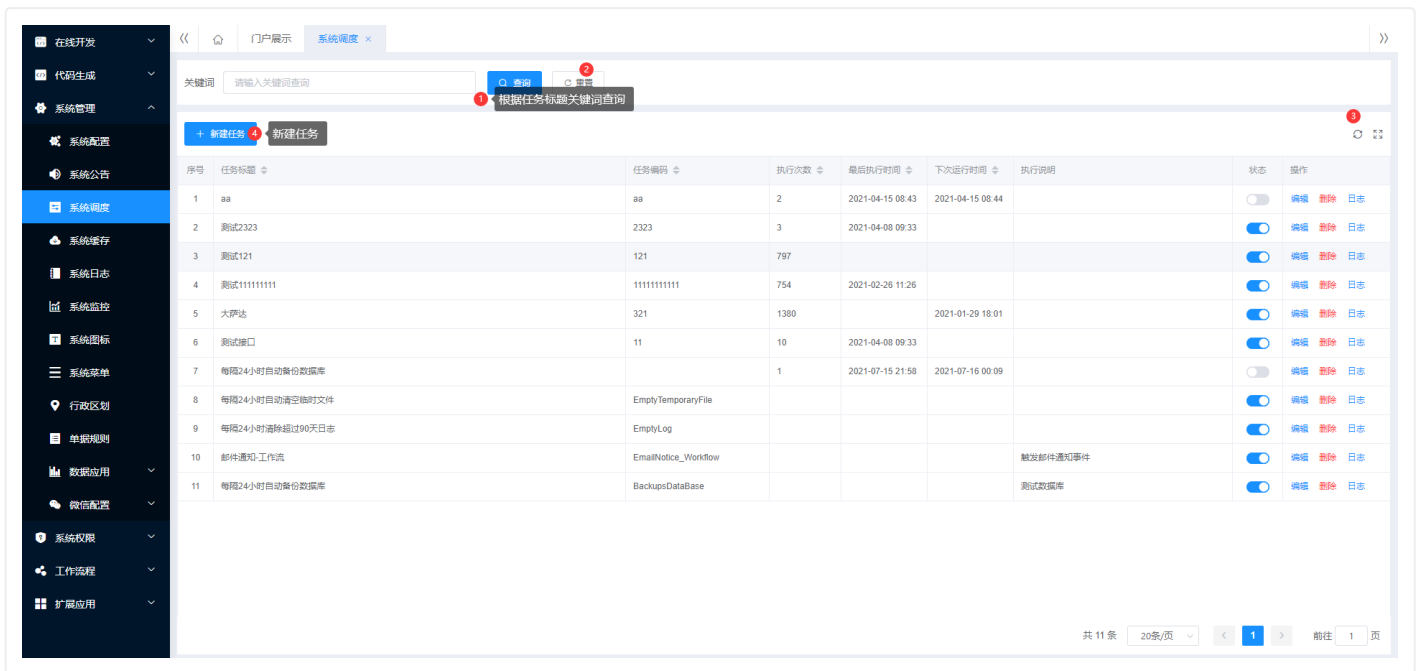 在线开发
代码生成
系统管理
系统配置
系统公告
系统调度
系统缓存
系统日志
系统监控
系统图标
系统菜单
行政区划
单据规则
数据应用
微信配置
系统权限
工作流程
扩展应用
门户展示 系统调度 ×
关键词 请输入关键词查询 查询 重置
2
1 根据任务标题关键词查询
3
+ 新建任务 4 新建任务
序号 任务标题 任务编码 执行次数 最后执行时间 下次运行时间 执行说明 状态 操作
1 aa aa 2 2021-04-15 08:43 2021-04-15 08:44 编辑 删除 日志
2 测试2323 2323 3 2021-04-08 09:33 编辑 删除 日志
3 测试121 121 797 编辑 删除 日志
4 测试111111111 11111111111 754 2021-02-26 11:26 编辑 删除 日志
5 大萨达 321 1380 2021-01-29 18:01 编辑 删除 日志
6 测试接口 11 10 2021-04-08 09:33 编辑 删除 日志
7 每隔24小时自动备份数据库 1 2021-07-15 21:58 2021-07-16 00:09 编辑 删除 日志
8 每隔24小时自动清空临时文件 EmptyTemporaryFile 编辑 删除 日志
9 每隔24小时清除超过90天日志 EmptyLog 编辑 删除 日志
10 邮件通知-工作流 EmailNotice_Workflow 触发邮件通知事件 编辑 删除 日志
11 每隔24小时自动备份数据库 BackupsDataBase 测试数据库 编辑 删除 日志
共 11 条 20条/页 1 前往 1 页